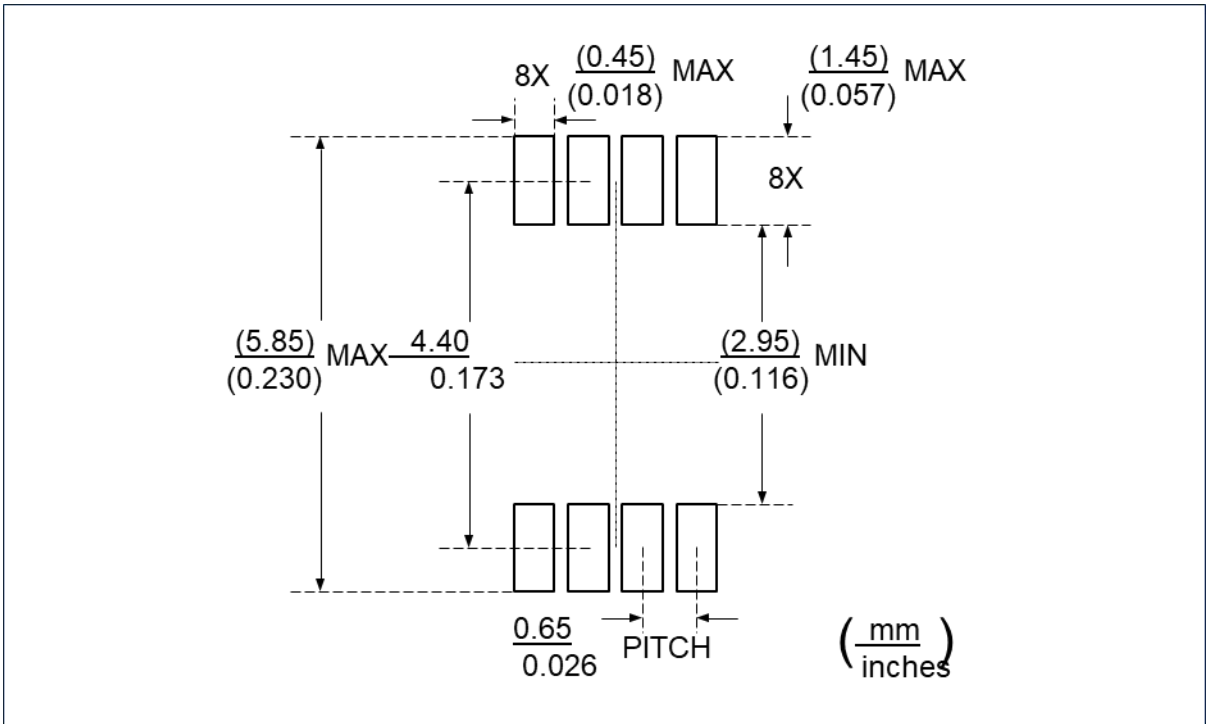 8X (0.45) MAX (1.45) MAX
(0.018) (0.057)
8X
(5.85) MAX 4.40 (2.95) MIN
(0.230) 0.173 (0.116)
0.65 PITCH (mm)
0.026 inches